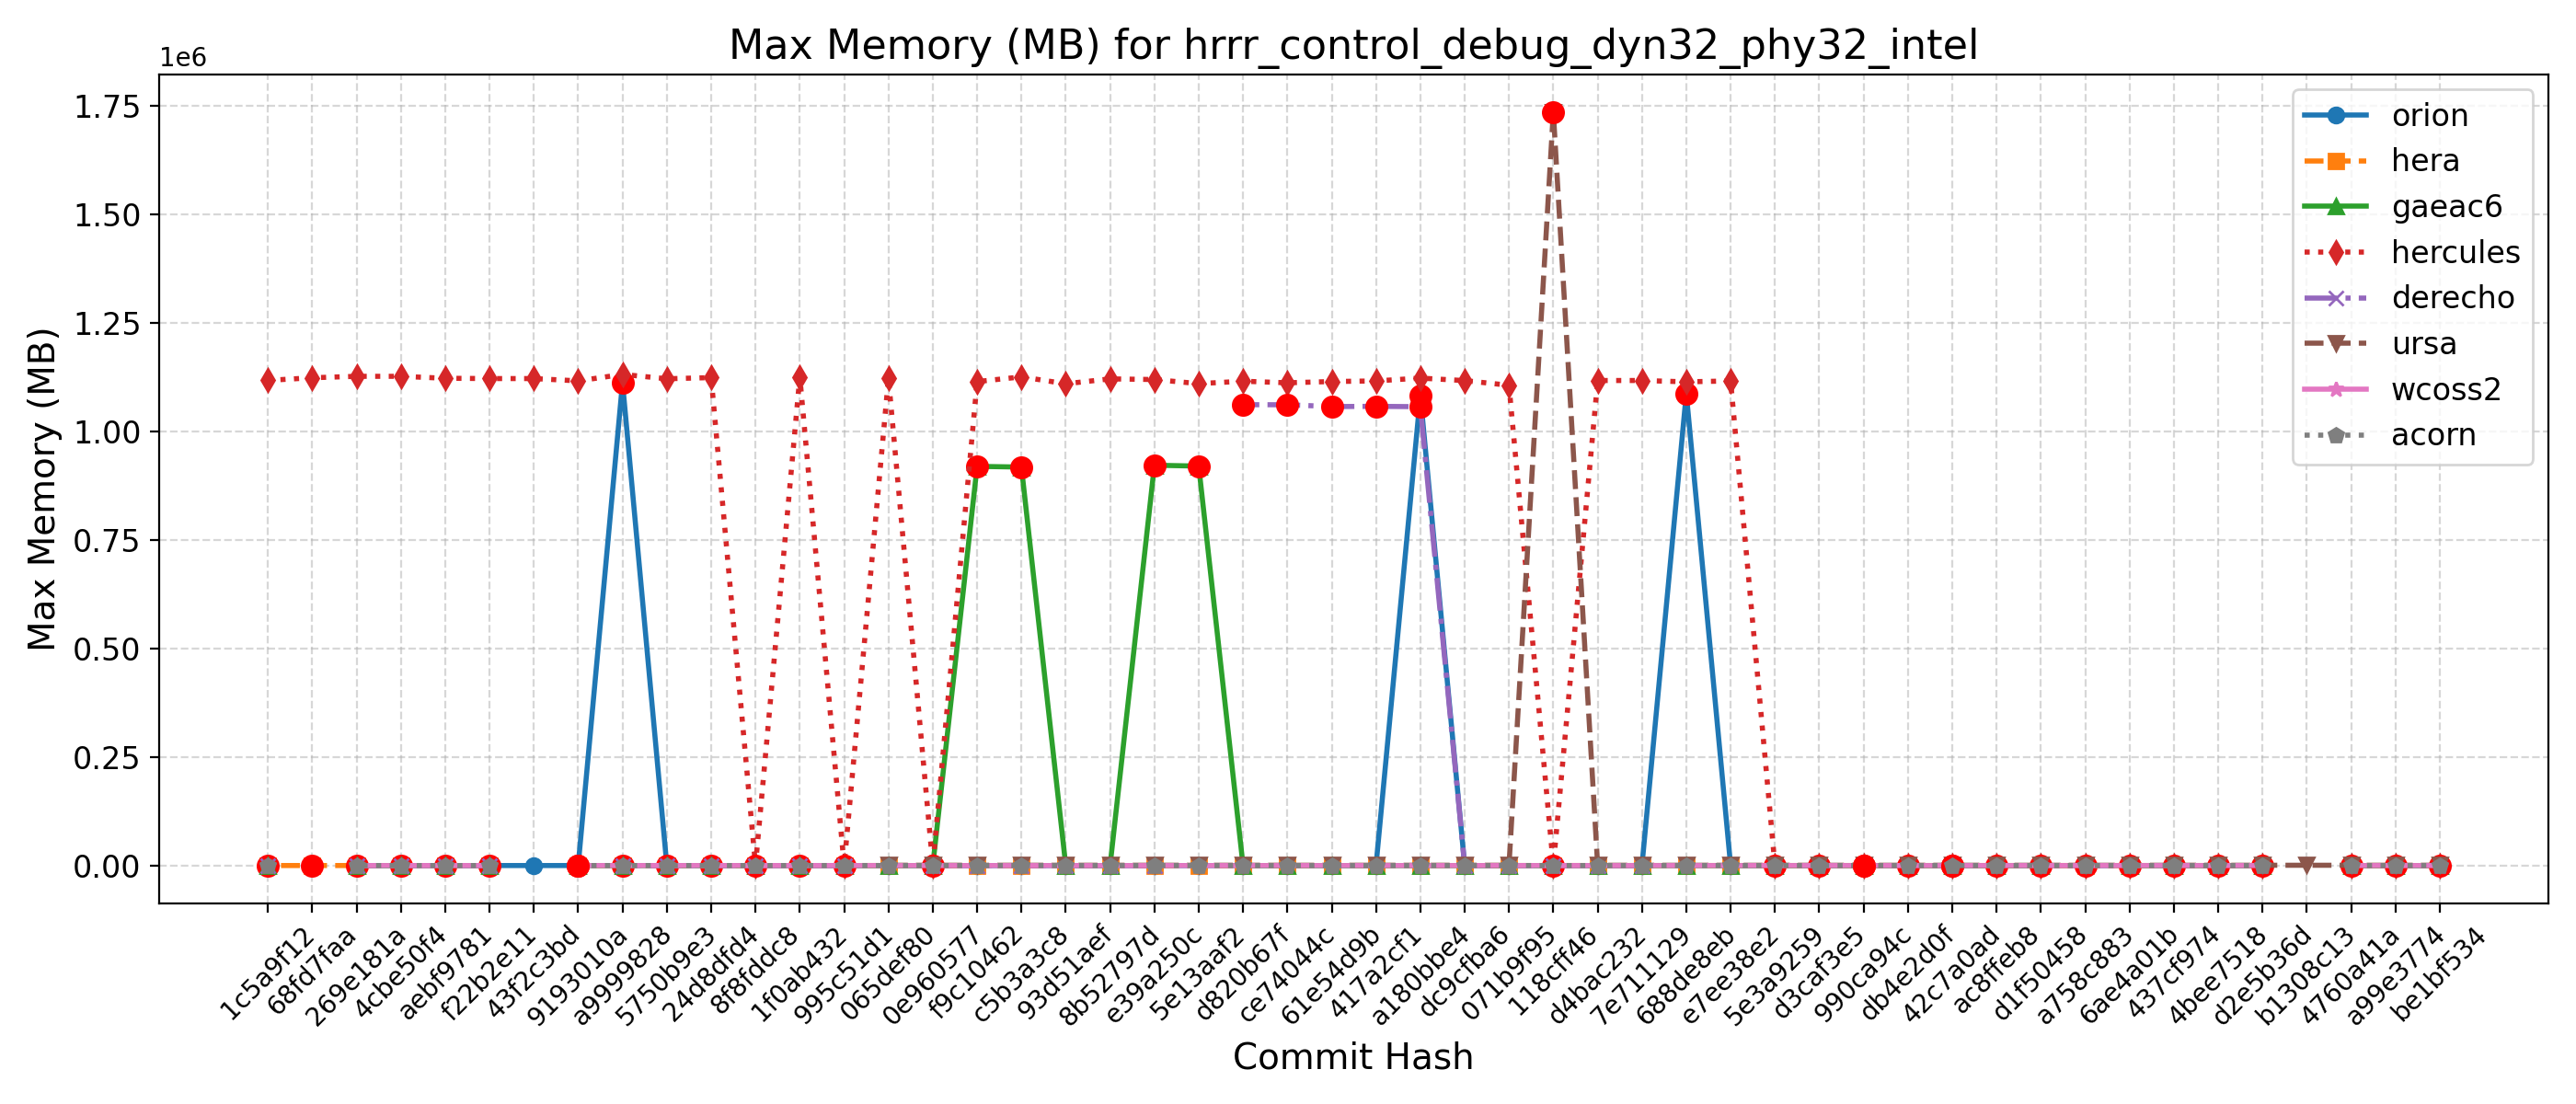 Max Memory (MB) for hrrr_control_debug_dyn32_phy32_intel
1e6
1.75
1.50
1.25
1.00
0.75
0.50
0.25
0.00
Max Memory (MB)
orion
hera
gaeac6
hercules
derecho
ursa
wcoss2
acorn
1c5a9f12
68fd7faa
269e181a
4cbe50f4
aebf9781
f22b2e11
43f2c3bd
9193010a
a9999828
5750b9e3
24d8dfd4
8f8fddc8
1f0ab432
995c51d1
065def80
0e960577
f9c10462
c5b3a3c8
93d51aef
8b52797d
e39a250c
5e13aaf2
d820b67f
ce74044c
61e54d9b
417a2cf1
a180bbe4
dc9cfba6
071b9f95
118cff46
d4bac232
7e711129
688de8eb
e7ee38e2
5e3a9259
d3caf3e5
990ca94c
db4e2d0f
42c7a0ad
ac8ffeb8
d1f50458
a758c883
6ae4a01b
437cf974
4bee7518
d2e5b36d
b1308c13
4760a41a
a99e3774
be1bf534
Commit Hash